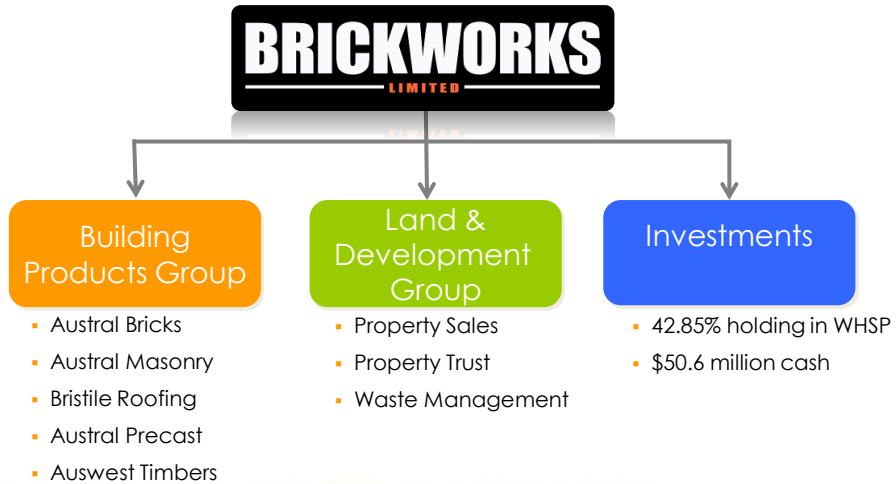 BRICKWORKS
LIMITED
Building
Products Group
Austral Bricks
Austral Masonry
Bristile Roofing
Austral Precast
Auswest Timbers
Land &
Development
Group
Property Sales
Property Trust
Waste Management
Investments
42.85% holding in WHSP
$50.6 million cash